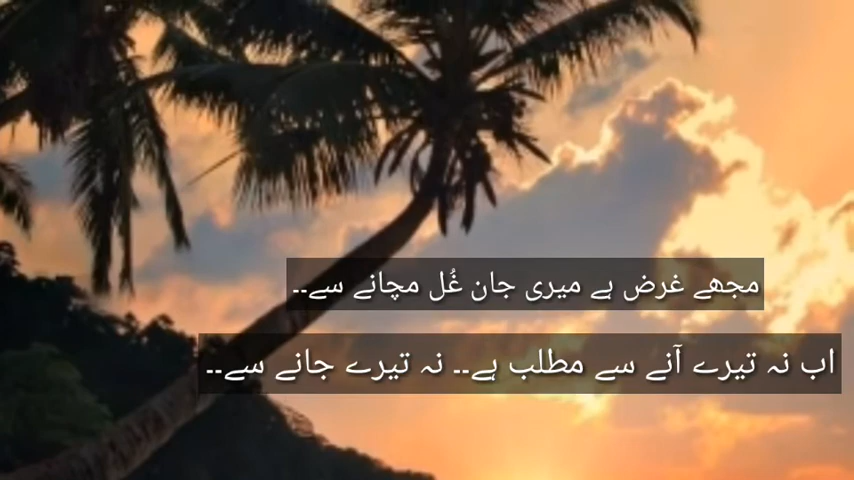 مجھے غرض ہے میری جان غُل مچانے سے۔۔
اب نہ تیرے آنے سے مطلب ہے۔۔ نہ تیرے جانے سے۔۔